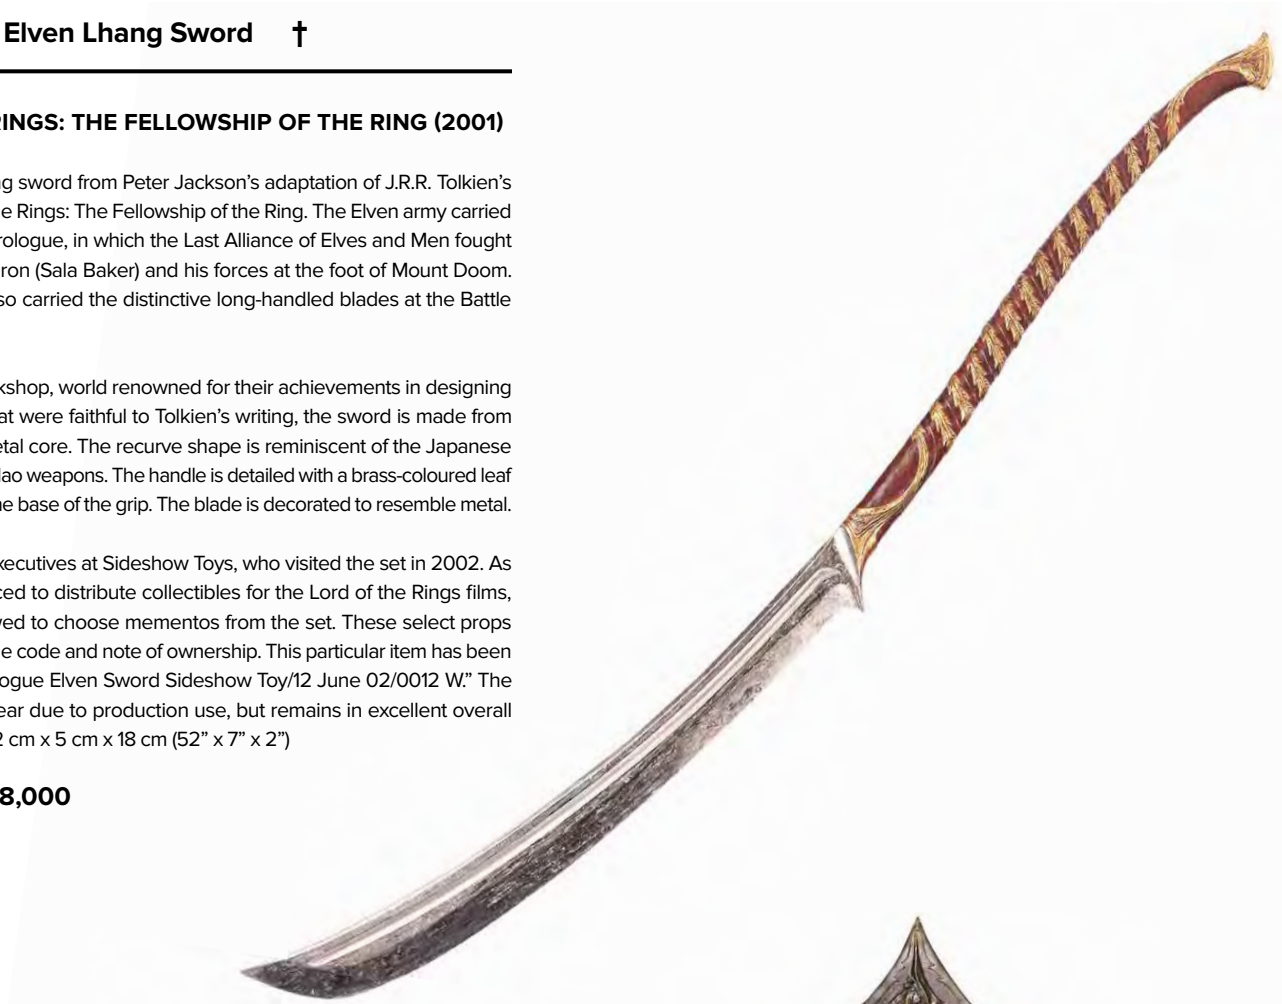 Elven Lhang Sword †
RINGS: THE FELLOWSHIP OF THE RING (2001)
ng sword from Peter Jackson’s adaptation of J.R.R. Tolkien’s
e Rings: The Fellowship of the Ring. The Elven army carried
rologue, in which the Last Alliance of Elves and Men fought
ron (Sala Baker) and his forces at the foot of Mount Doom.
so carried the distinctive long-handled blades at the Battle
kshop, world renowned for their achievements in designing
at were faithful to Tolkien’s writing, the sword is made from
etal core. The recurve shape is reminiscent of the Japanese
dao weapons. The handle is detailed with a brass-coloured leaf
he base of the grip. The blade is decorated to resemble metal.
xecutives at Sideshow Toys, who visited the set in 2002. As
ced to distribute collectibles for the Lord of the Rings films,
ved to choose mementos from the set. These select props
e code and note of ownership. This particular item has been
ogue Elven Sword Sideshow Toy/12 June 02/0012 W.” The
ear due to production use, but remains in excellent overall
2 cm x 5 cm x 18 cm (52” x 7” x 2”)
8,000